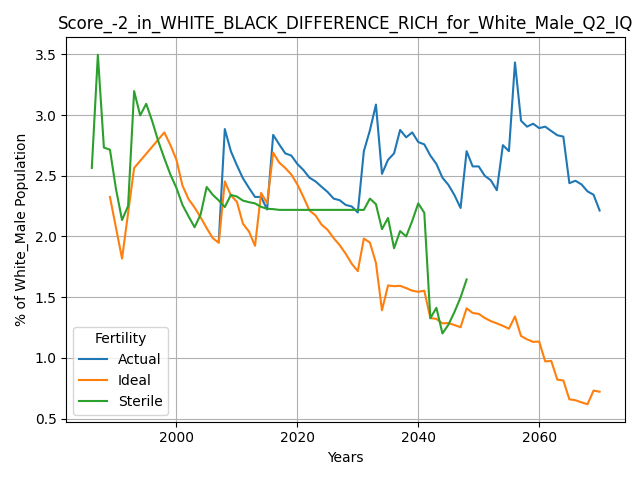 Score_-2_in_WHITE_BLACK_DIFFERENCE_RICH_for_White_Male_Q2_IQ
% of White_Male Population
3.5
3.0
2.5
2.0
1.5
1.0
0.5
Fertility
Actual
Ideal
Sterile
2000
2020
2040
2060
Years